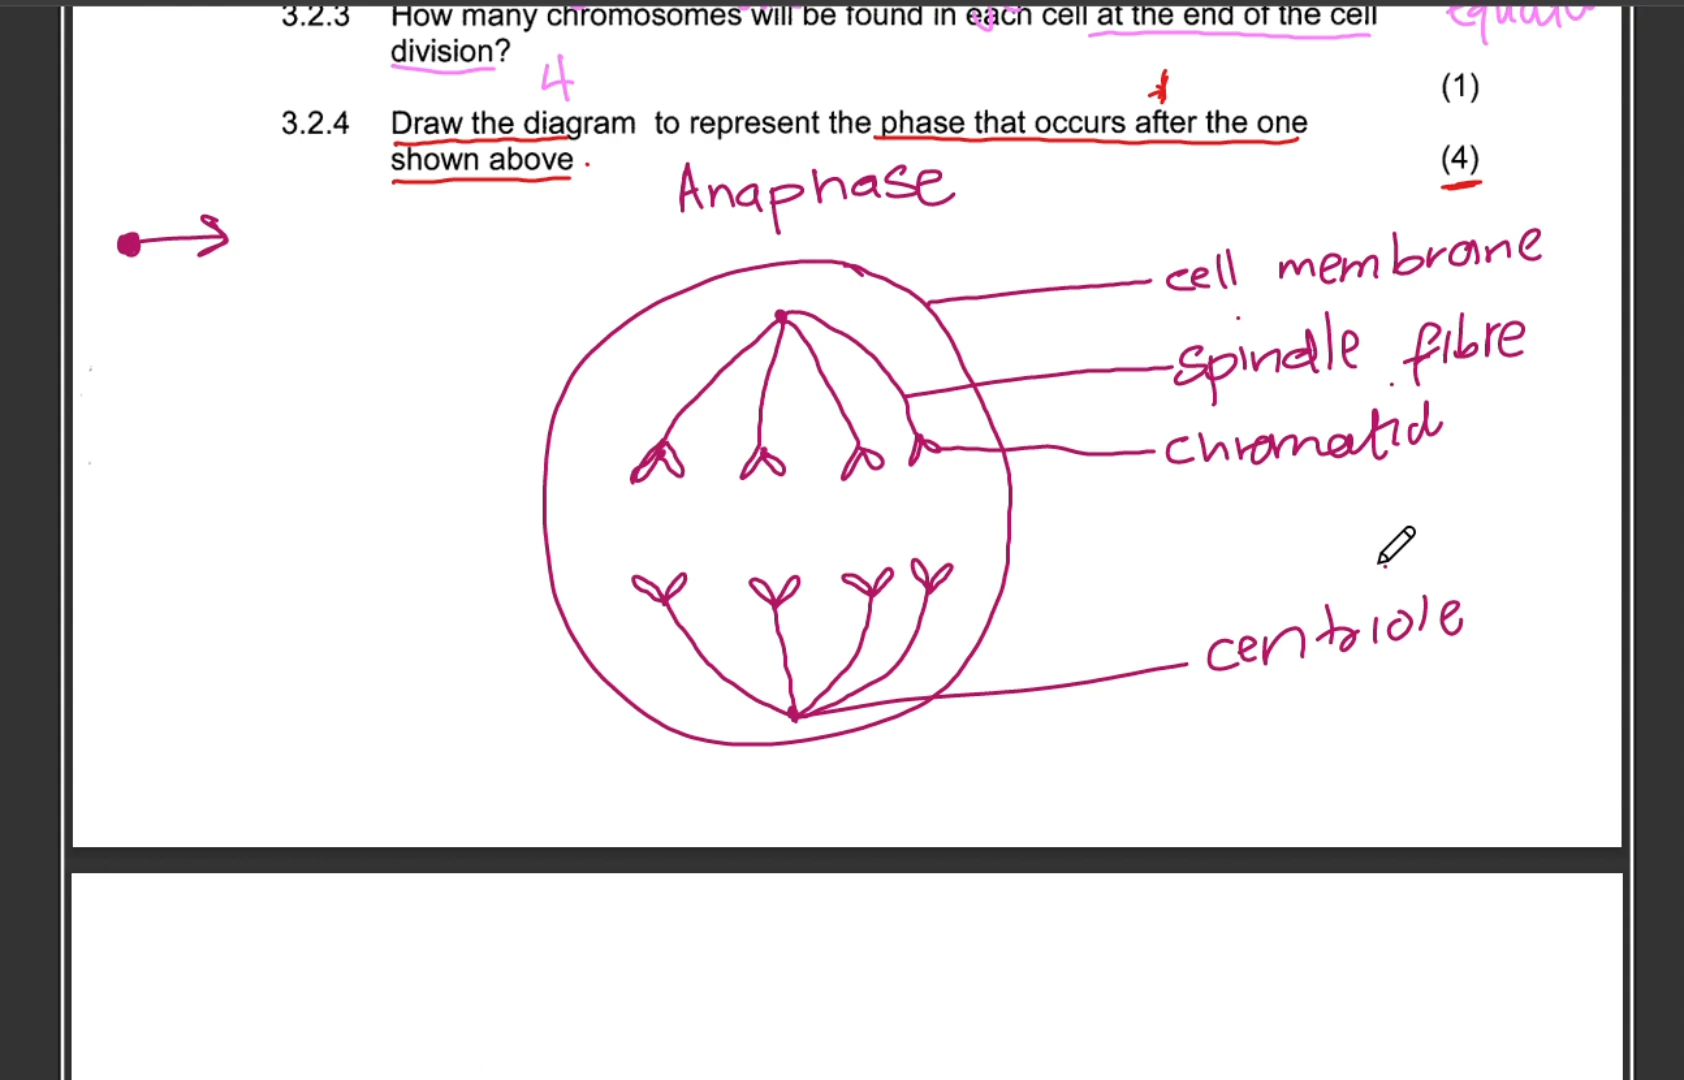 3.2.3 How many chromosomes will be found in each cell at the end of the cell
division?
4
(1)
3.2.4 Draw the diagram to represent the phase that occurs after the one
shown above.
(4)
Anaphase
cell membrane
spindle fibre
chromatid
centriole